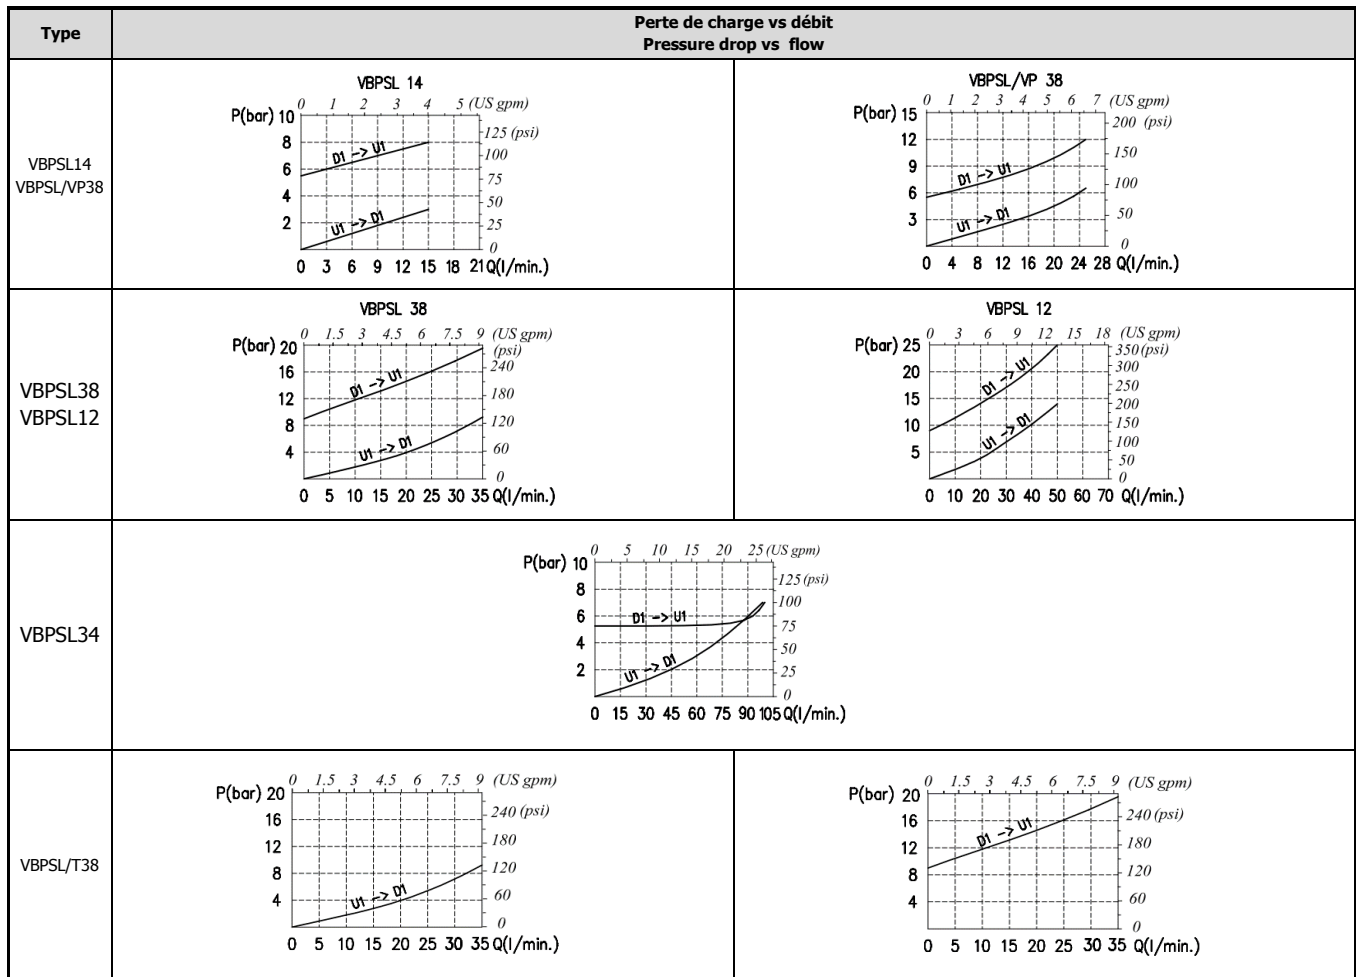 Type
Perte de charge vs débit
Pressure drop vs flow
VBPSL14
VBPSL/VP38
VBPSL 14
0 1 2 3 4 5 (US gpm)
P(bar) 10
8
6
4
2
125 (psi)
100
75
50
25
0
D1 -> U1
U1 -> D1
0 3 6 9 12 15 18 21 Q(l/min.)
VBPSL/VP 38
0 1 2 3 4 5 6 7 (US gpm)
P(bar) 15
12
9
6
3
200 (psi)
150
100
50
0
D1 -> U1
U1 -> D1
0 4 8 12 16 20 24 28 Q(l/min.)
VBPSL38
VBPSL12
VBPSL 38
0 1.5 3 4.5 6 7.5 9 (US gpm)
P(bar) 20
16
12
8
4
(psi)
240
180
120
60
0
D1 -> U1
U1 -> D1
0 5 10 15 20 25 30 35 Q(l/min.)
VBPSL 12
0 3 6 9 12 15 18 (US gpm)
P(bar) 25
20
15
10
5
350 (psi)
300
250
200
150
100
50
0
D1 -> U1
U1 -> D1
0 10 20 30 40 50 60 70 Q(l/min.)
VBPSL34
0 5 10 15 20 25 (US gpm)
P(bar) 10
8
6
4
2
125 (psi)
100
75
50
25
0
D1 -> U1
U1 -> D1
0 15 30 45 60 75 90 105 Q(l/min.)
VBPSL/T38
0 1.5 3 4.5 6 7.5 9 (US gpm)
P(bar) 20
16
12
8
4
240 (psi)
180
120
60
0
U1 -> D1
0 5 10 15 20 25 30 35 Q(l/min.)
0 1.5 3 4.5 6 7.5 9 (US gpm)
P(bar) 20
16
12
8
4
240 (psi)
180
120
60
0
D1 -> U1
0 5 10 15 20 25 30 35 Q(l/min.)